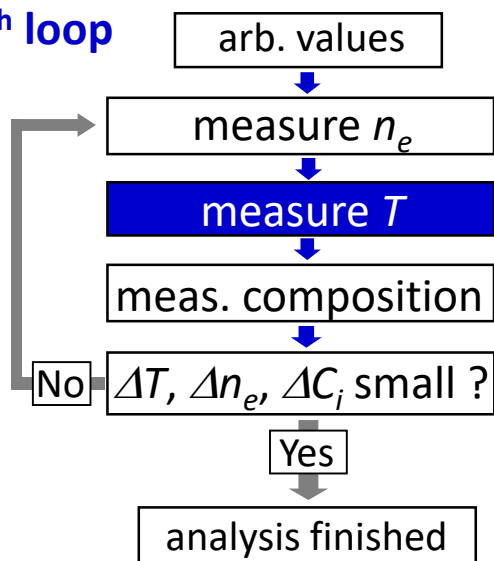 h loop
arb. values
measure nₑ
measure T
meas. composition
ΔT, Δnₑ, ΔCᵢ small ?
No
Yes
analysis finished